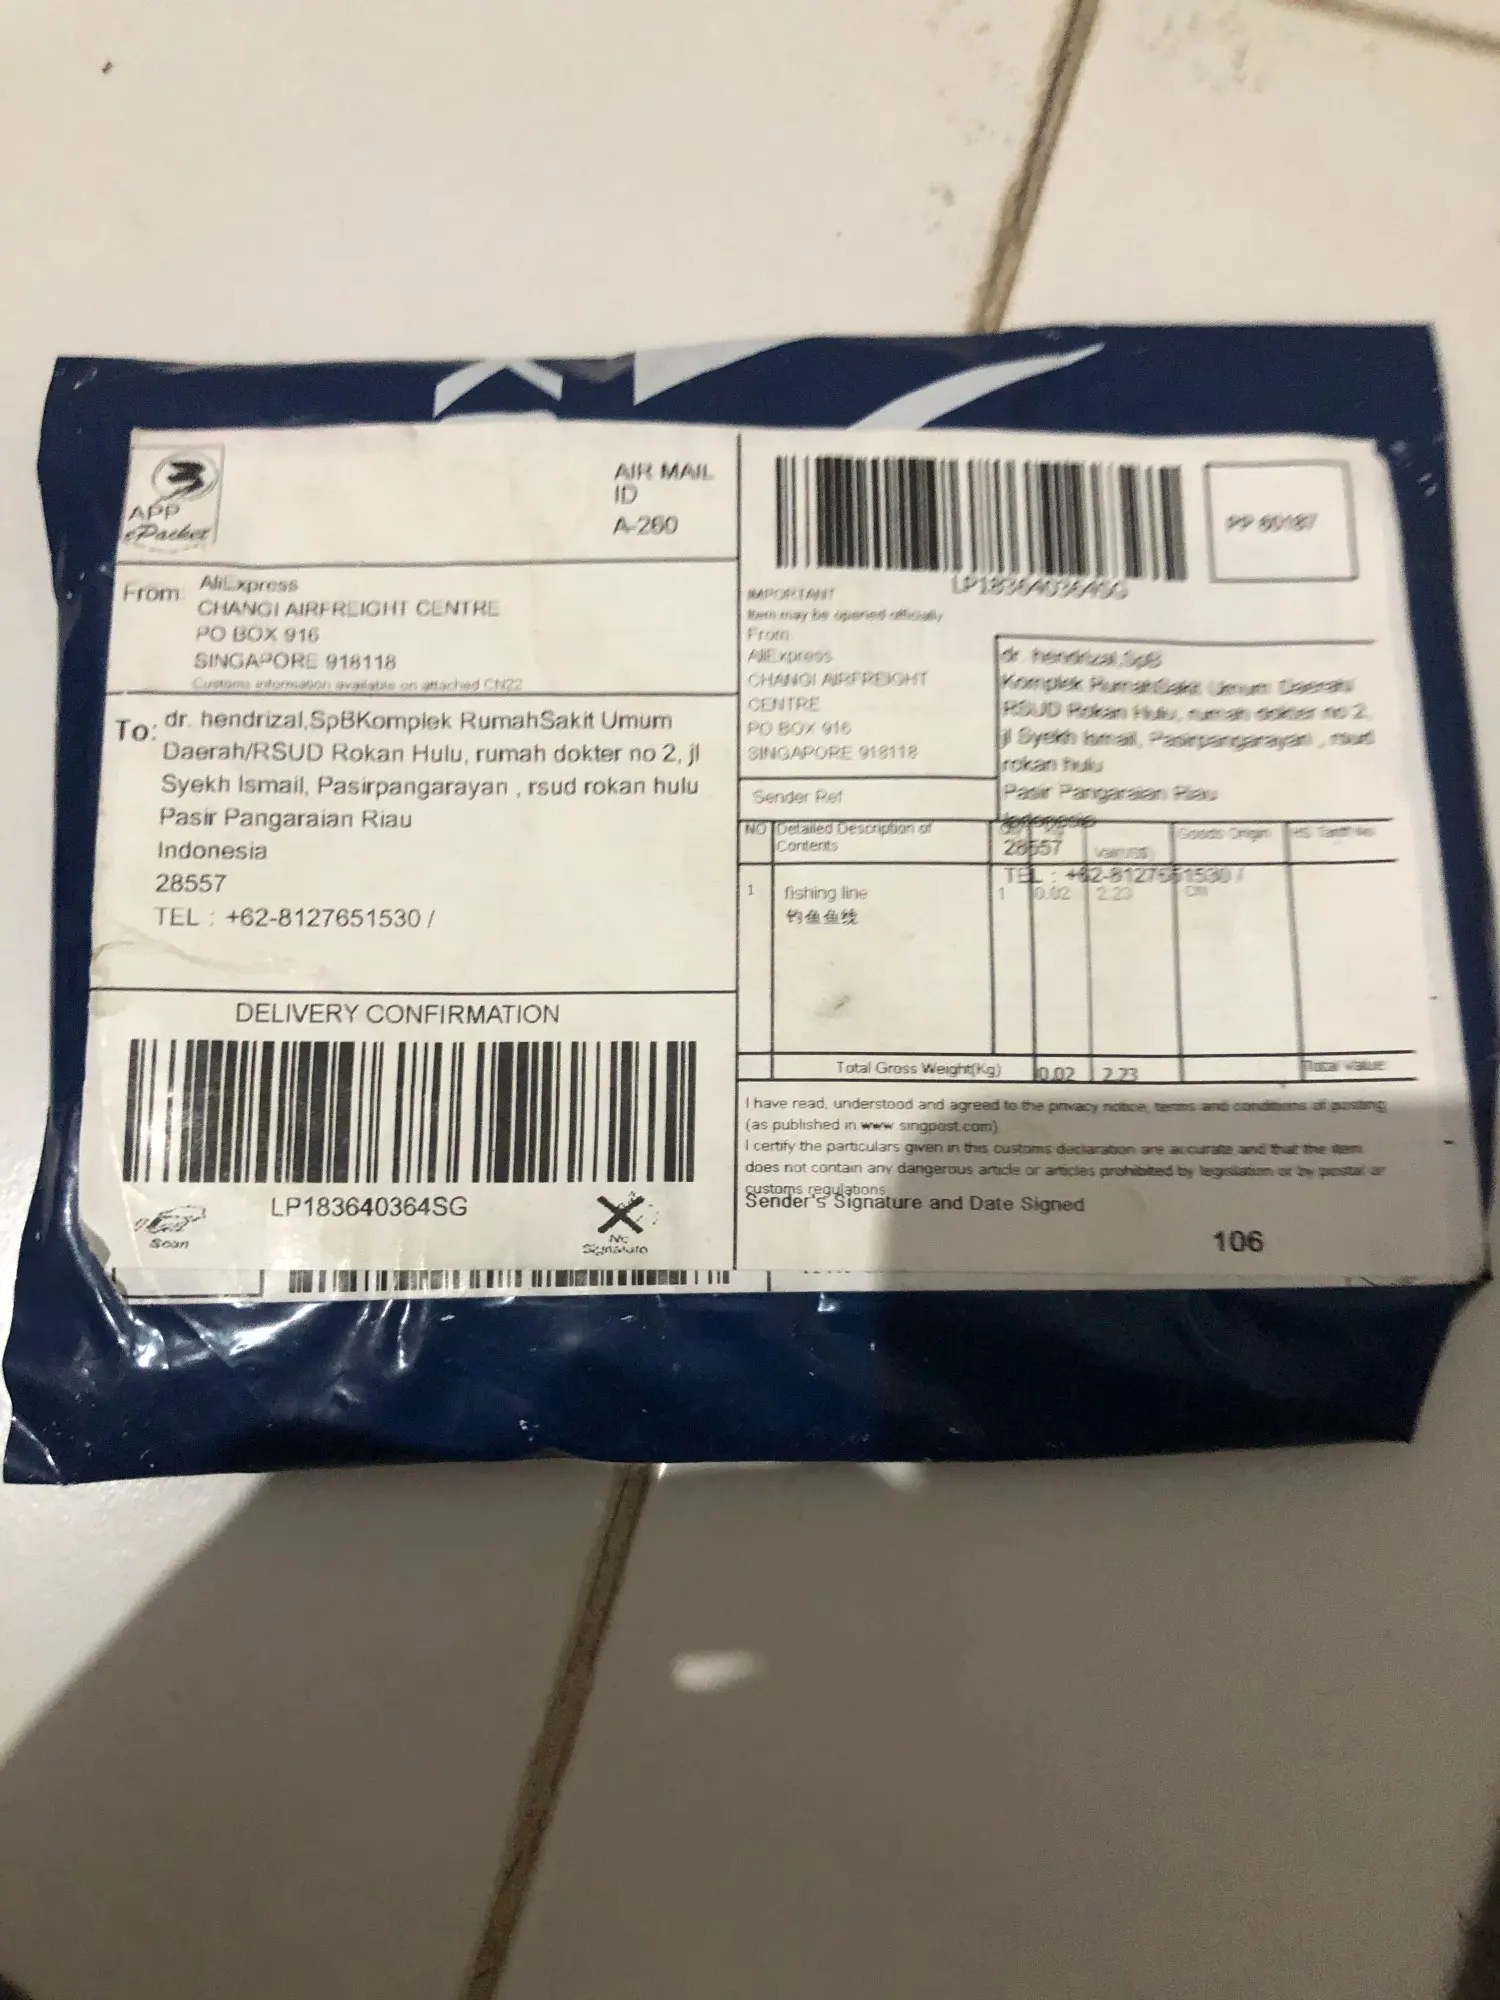 APP
ePacket
AIR MAIL
ID
A-260
From:
AliExpress
CHANGI AIRFREIGHT CENTRE
PO BOX 916
SINGAPORE 918118
Customs information available on attached CN22
To:
dr. hendrizal,SpBKomplek RumahSakit Umum
Daerah/RSUD Rokan Hulu, rumah dokter no 2, jl
Syekh Ismail, Pasirpangarayan , rsud rokan hulu
Pasir Pangaraian Riau
Indonesia
28557
TEL : +62-8127651530 /
DELIVERY CONFIRMATION
LP183640364SG
Scan
No
Signature
PP 60187
LP183640364SG
IMPORTANT
Item may be opened officially
From
AliExpress
CHANGI AIRFREIGHT
CENTRE
PO BOX 916
SINGAPORE 918118
Sender Ref
dr. hendrizal,SpB
Komplek RumahSakit Umum Daerah/
RSUD Rokan Hulu, rumah dokter no 2,
jl Syekh Ismail, Pasirpangarayan , rsud
rokan hulu
Pasir Pangaraian Riau
Indonesia
28557
TEL : +62-8127651530 /
NO Detailed Description of Contents Goods Origin
1 fishing line 1 0.02 2.23 CN
钓鱼鱼线
Total Gross Weight(Kg) 0.02 2.23 Total value
I have read, understood and agreed to the privacy notice, terms and conditions of posting
(as published in www singpost.com)
I certify the particulars given in this customs declaration are accurate and that the item
does not contain any dangerous article or articles prohibited by legislation or by postal or
customs regulations
Sender's Signature and Date Signed
106